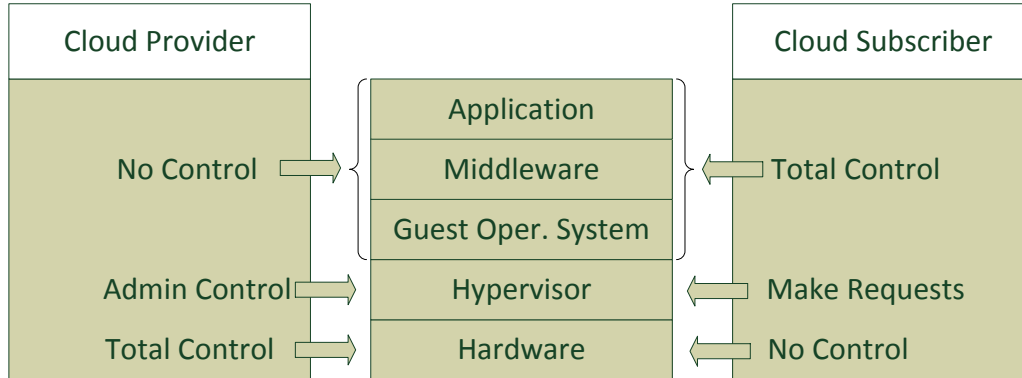 Cloud Provider
Cloud Subscriber
Application
No Control
Middleware
Total Control
Guest Oper. System
Admin Control
Hypervisor
Make Requests
Total Control
Hardware
No Control